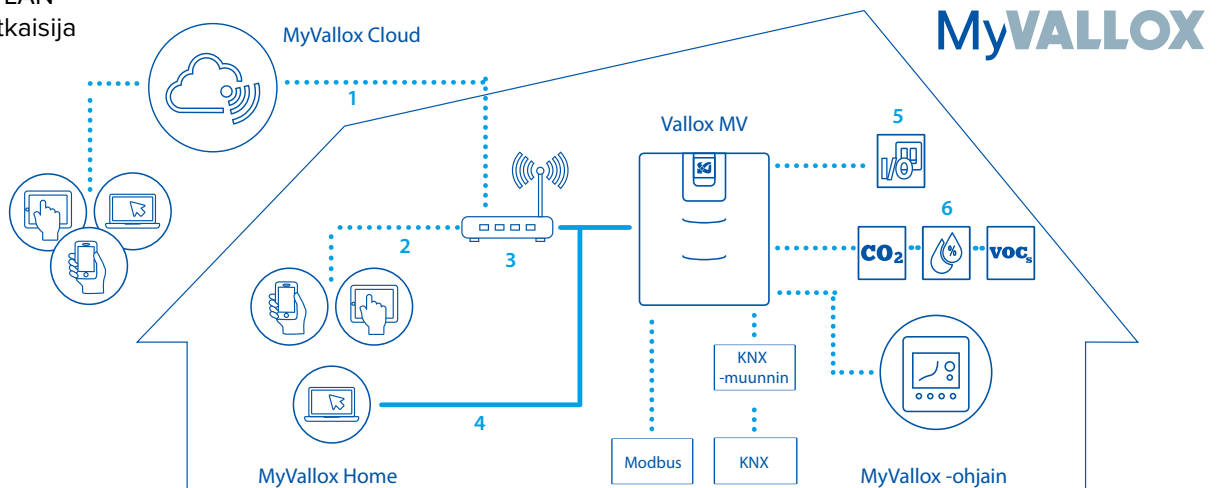 tkaisija
MyVallox Cloud
MyVALLOX
1
Vallox MV
5
I/O
2
3
6
CO₂
%
VOCs
KNX
-muunnin
4
Modbus
KNX
MyVallox Home
MyVallox -ohjain